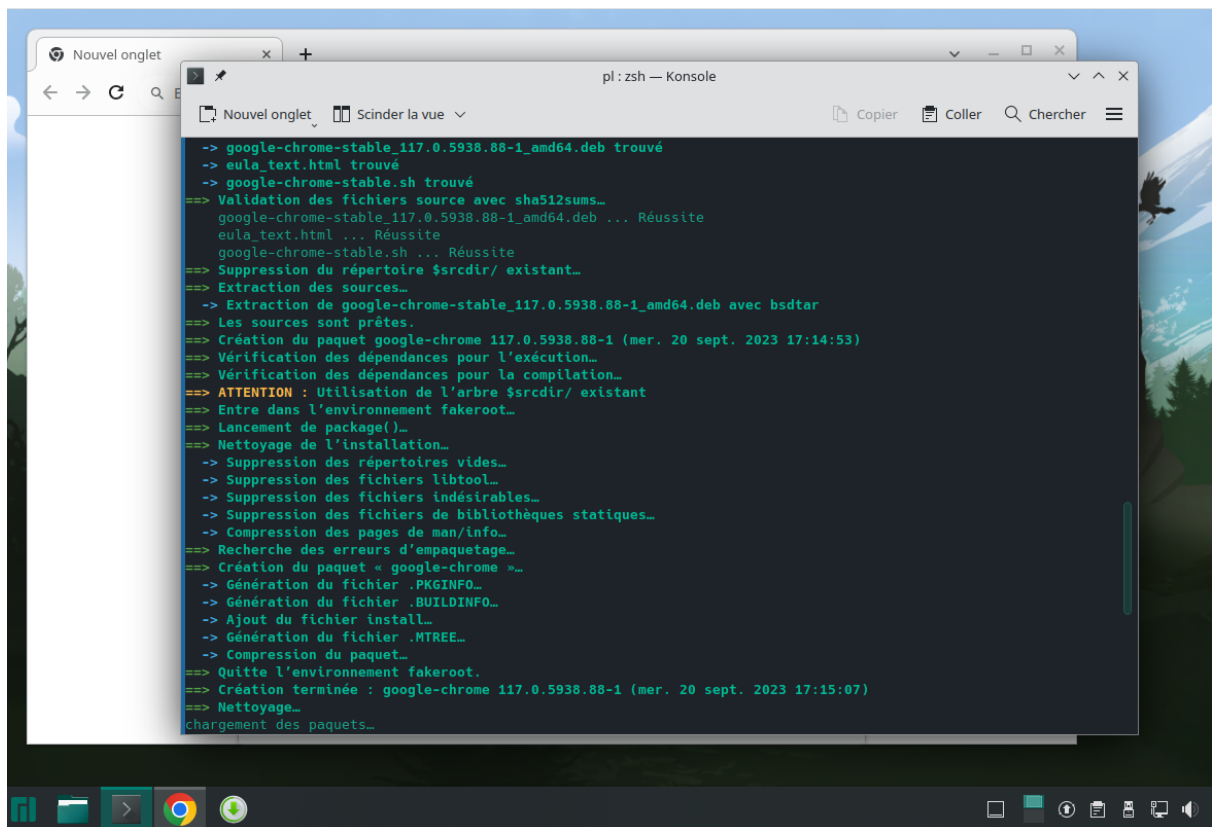 Nouvel onglet
pl : zsh — Konsole
Nouvel onglet
Scinder la vue
Copier
Coller
Chercher
-> google-chrome-stable_117.0.5938.88-1_amd64.deb trouvé
-> eula_text.html trouvé
-> google-chrome-stable.sh trouvé
==> Validation des fichiers source avec sha512sums…
google-chrome-stable_117.0.5938.88-1_amd64.deb ... Réussite
eula_text.html ... Réussite
google-chrome-stable.sh ... Réussite
==> Suppression du répertoire $srcdir/ existant…
==> Extraction des sources…
-> Extraction de google-chrome-stable_117.0.5938.88-1_amd64.deb avec bsdtar
==> Les sources sont prêtes.
==> Création du paquet google-chrome 117.0.5938.88-1 (mer. 20 sept. 2023 17:14:53)
==> Vérification des dépendances pour l’exécution…
==> Vérification des dépendances pour la compilation…
==> ATTENTION : Utilisation de l’arbre $srcdir/ existant
==> Entre dans l’environnement fakeroot…
==> Lancement de package()…
==> Nettoyage de l’installation…
-> Suppression des répertoires vides…
-> Suppression des fichiers libtool…
-> Suppression des fichiers indésirables…
-> Suppression des fichiers de bibliothèques statiques…
-> Compression des pages de man/info…
==> Recherche des erreurs d’empaquetage…
==> Création du paquet « google-chrome »…
-> Génération du fichier .PKGINFO…
-> Génération du fichier .BUILDINFO…
-> Ajout du fichier install…
-> Génération du fichier .MTREE…
-> Compression du paquet…
==> Quitte l’environnement fakeroot.
==> Création terminée : google-chrome 117.0.5938.88-1 (mer. 20 sept. 2023 17:15:07)
==> Nettoyage…
chargement des paquets…